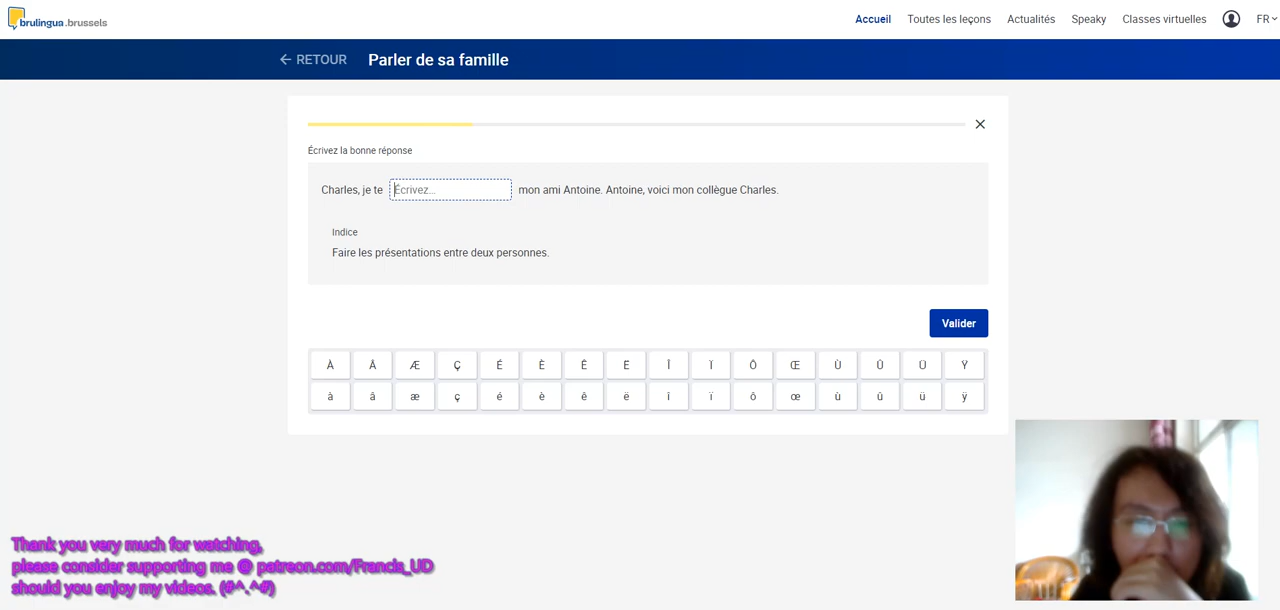 brulingua.brussels
Accueil Toutes les leçons Actualités Speaky Classes virtuelles FR
← RETOUR Parler de sa famille
Écrivez la bonne réponse
Charles, je te Écrivez... mon ami Antoine. Antoine, voici mon collègue Charles.
Indice
Faire les présentations entre deux personnes.
Valider
À Â Æ Ç É È Ê Ë Î Ï Ô Œ Ù Û Ü Ÿ
à â æ ç é è ê ë î ï ô œ ù û ü ÿ
Thank you very much for watching,
please consider supporting me @ patreon.com/Francis_UD
should you enjoy my videos. (#^.^#)